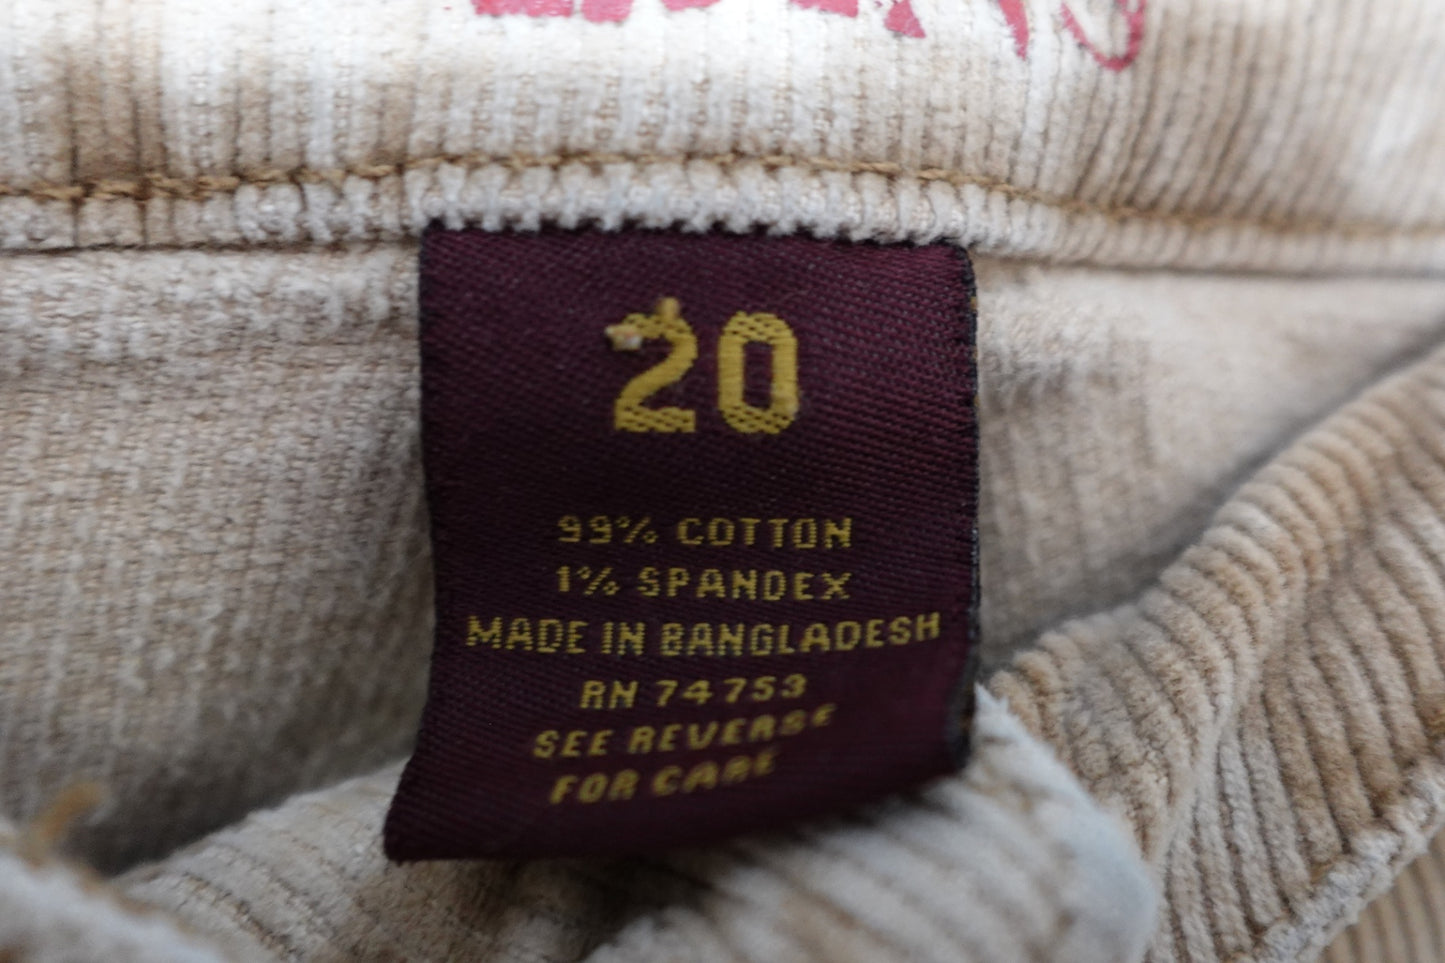 20
99% COTTON
1% SPANDEX
MADE IN BANGLADESH
RN 74753
SEE REVERSE
FOR CARE